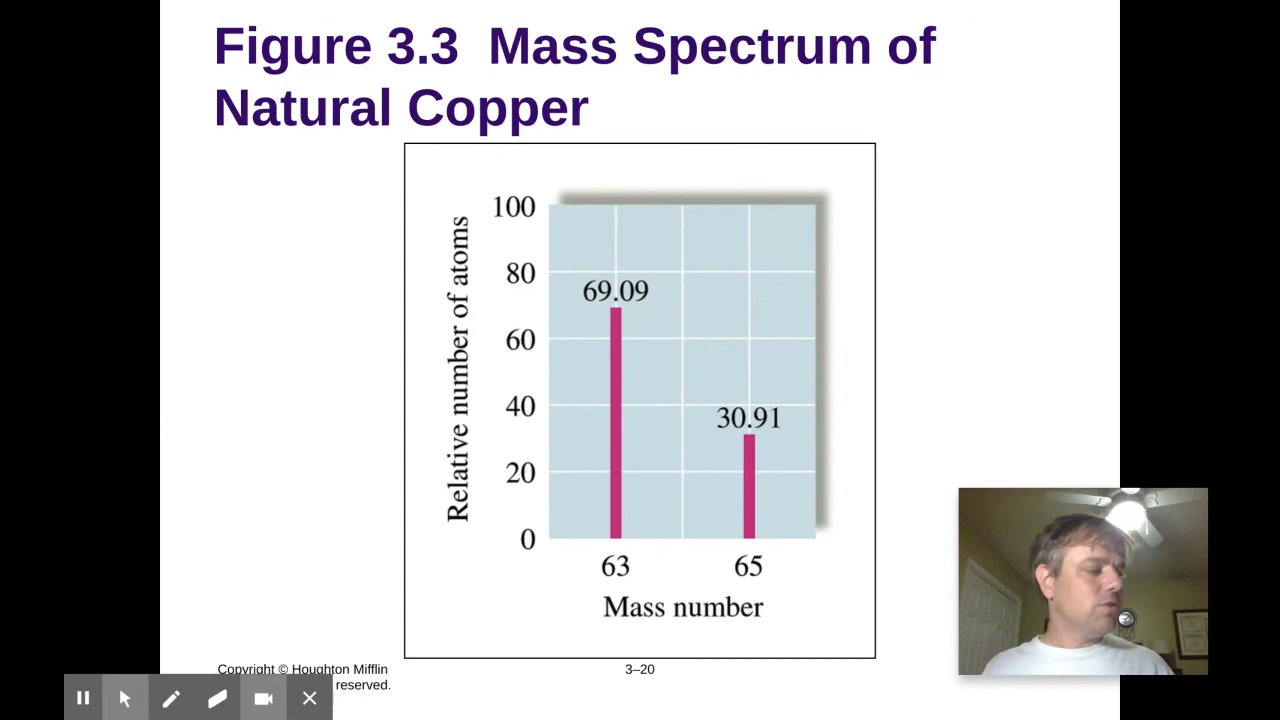 Figure 3.3 Mass Spectrum of
Natural Copper
Relative number of atoms
100
80
60
40
20
0
69.09
30.91
63
65
Mass number
Copyright © Houghton Mifflin
reserved.
3–20